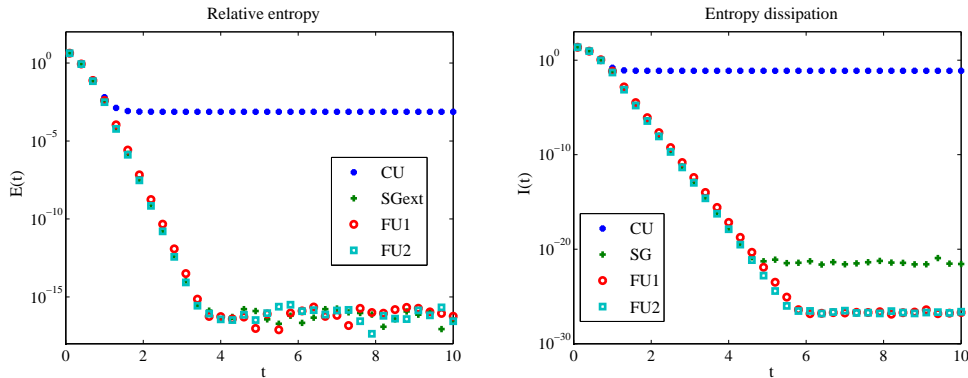 Relative entropy
E(t)
10^0
10^-5
10^-10
10^-15
CU
SGext
FU1
FU2
0 2 4 6 8 10
t
Entropy dissipation
I(t)
10^0
10^-10
10^-20
10^-30
CU
SG
FU1
FU2
0 2 4 6 8 10
t